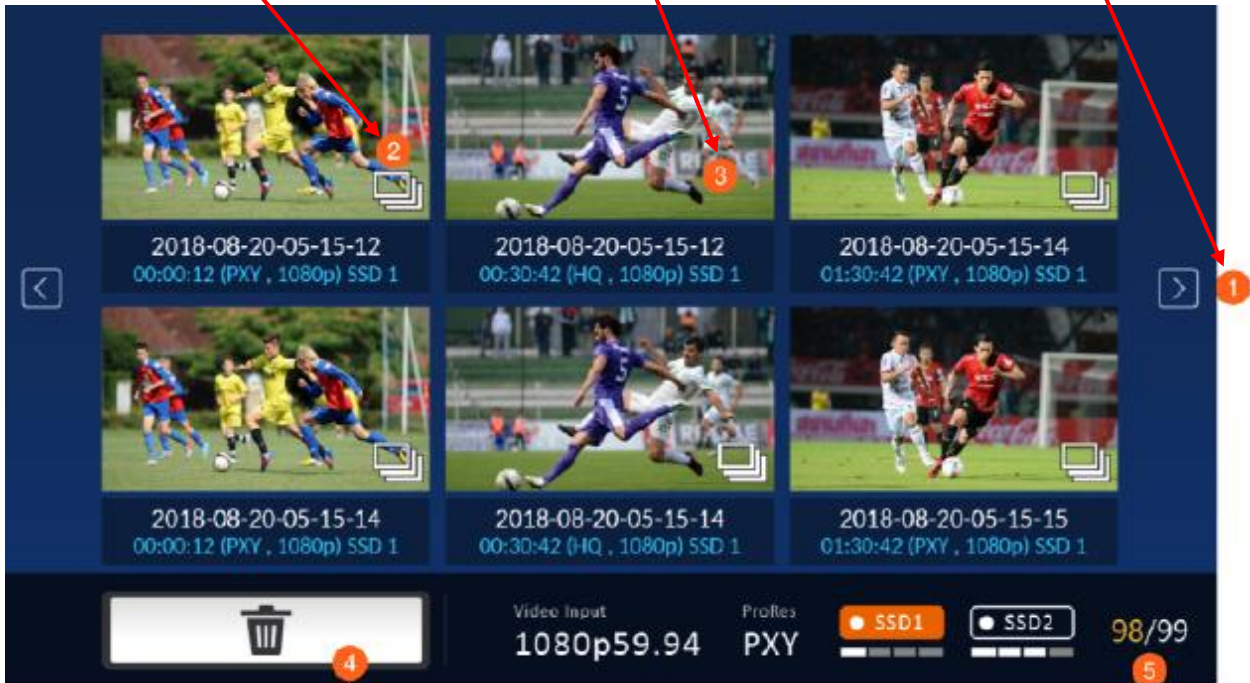 2
3
2018-08-20-05-15-12
00:00:12 (PXY , 1080p) SSD 1
2018-08-20-05-15-12
00:30:42 (HQ , 1080p) SSD 1
2018-08-20-05-15-14
01:30:42 (PXY , 1080p) SSD 1
1
2018-08-20-05-15-14
00:00:12 (PXY , 1080p) SSD 1
2018-08-20-05-15-14
00:30:42 (HQ , 1080p) SSD 1
2018-08-20-05-15-15
01:30:42 (PXY , 1080p) SSD 1
4
Video Input
1080p59.94
ProRes
PXY
SSD1
SSD2
98/99
5